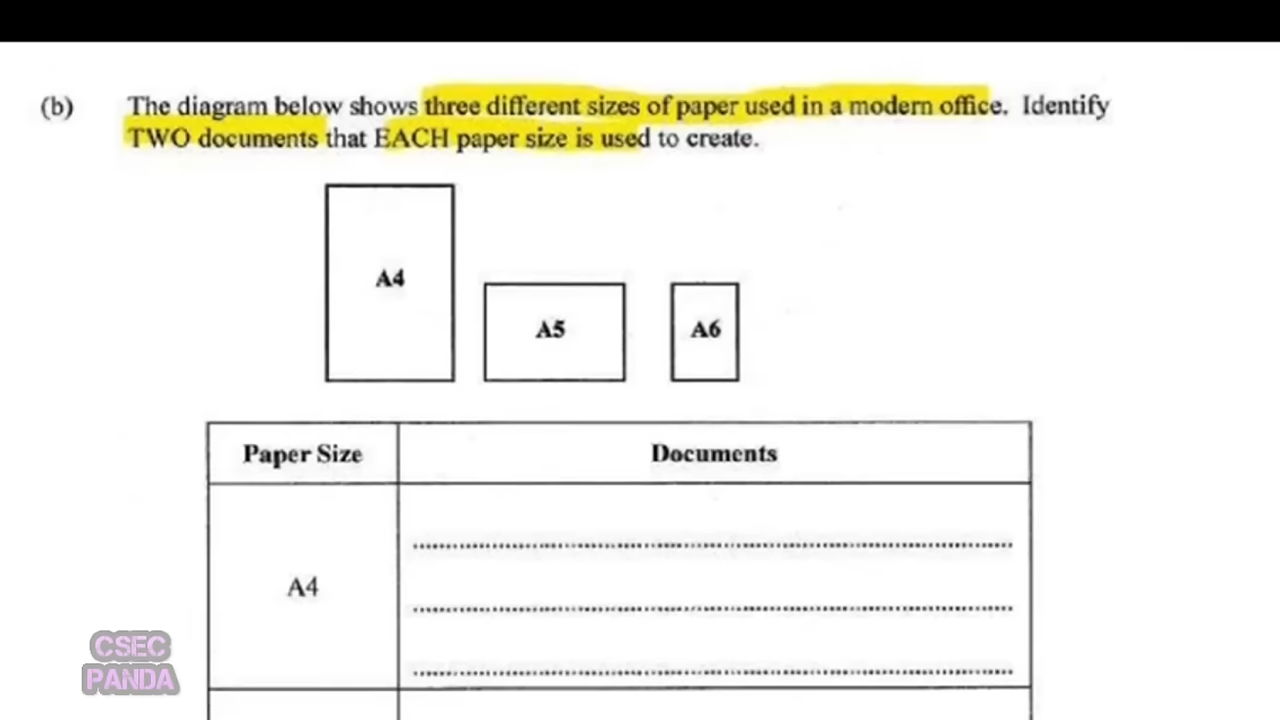 (b) The diagram below shows three different sizes of paper used in a modern office. Identify
TWO documents that EACH paper size is used to create.
A4
A5
A6
Paper Size Documents
A4
CSEC
PANDA